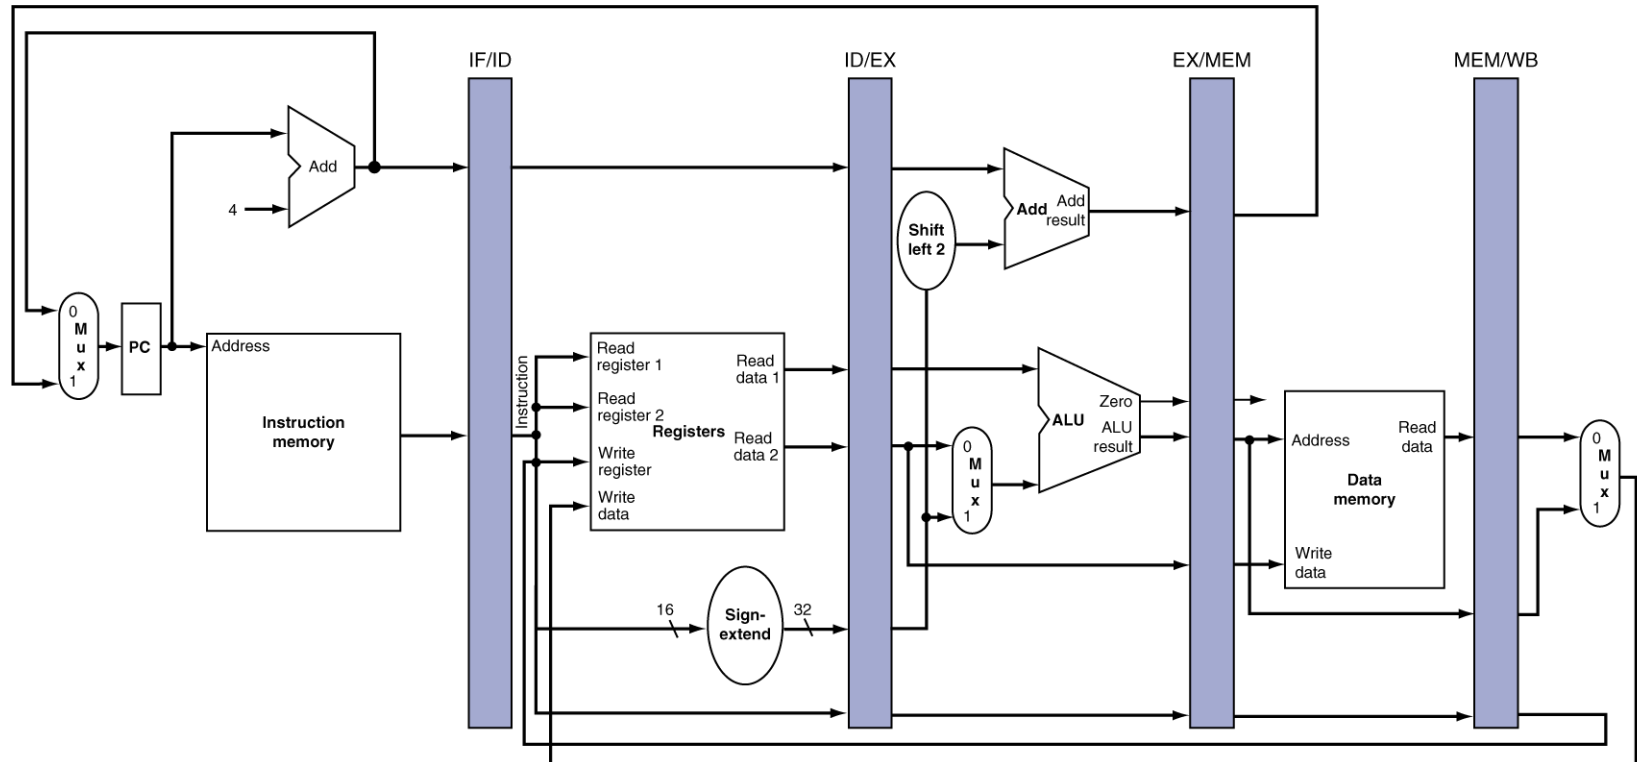 IF/ID
ID/EX
EX/MEM
MEM/WB
Add
4
Add
Add
result
Shift
left 2
0
M
u
x
1
PC
Address
Instruction
memory
Instruction
Read
register 1
Read
register 2
Write
register
Write
data
Registers
Read
data 1
Read
data 2
0
M
u
x
1
ALU
Zero
ALU
result
Address
Read
data
Data
memory
Write
data
0
M
u
x
1
16
Sign-
extend
32